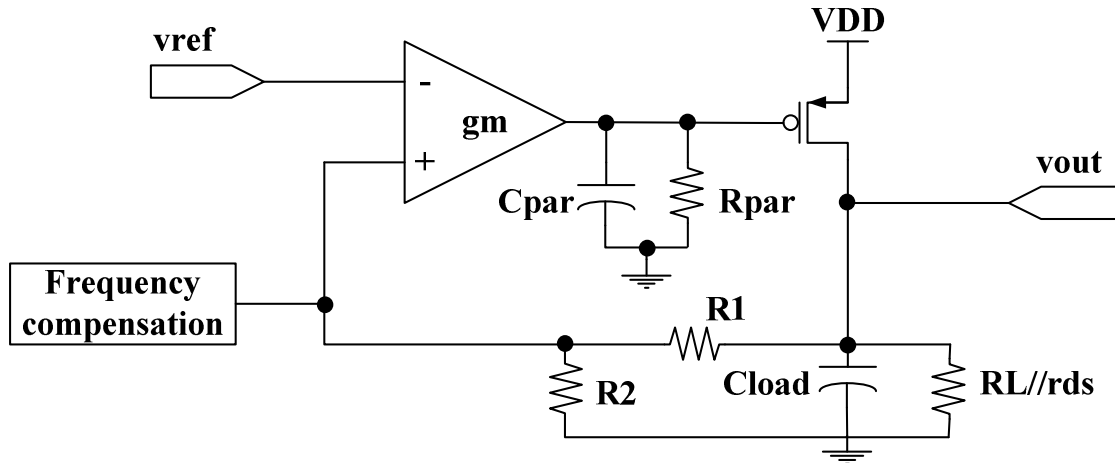 VDD
vref
-
gm
+
vout
Cpar
Rpar
Frequency
compensation
R1
R2
Cload
RL//rds